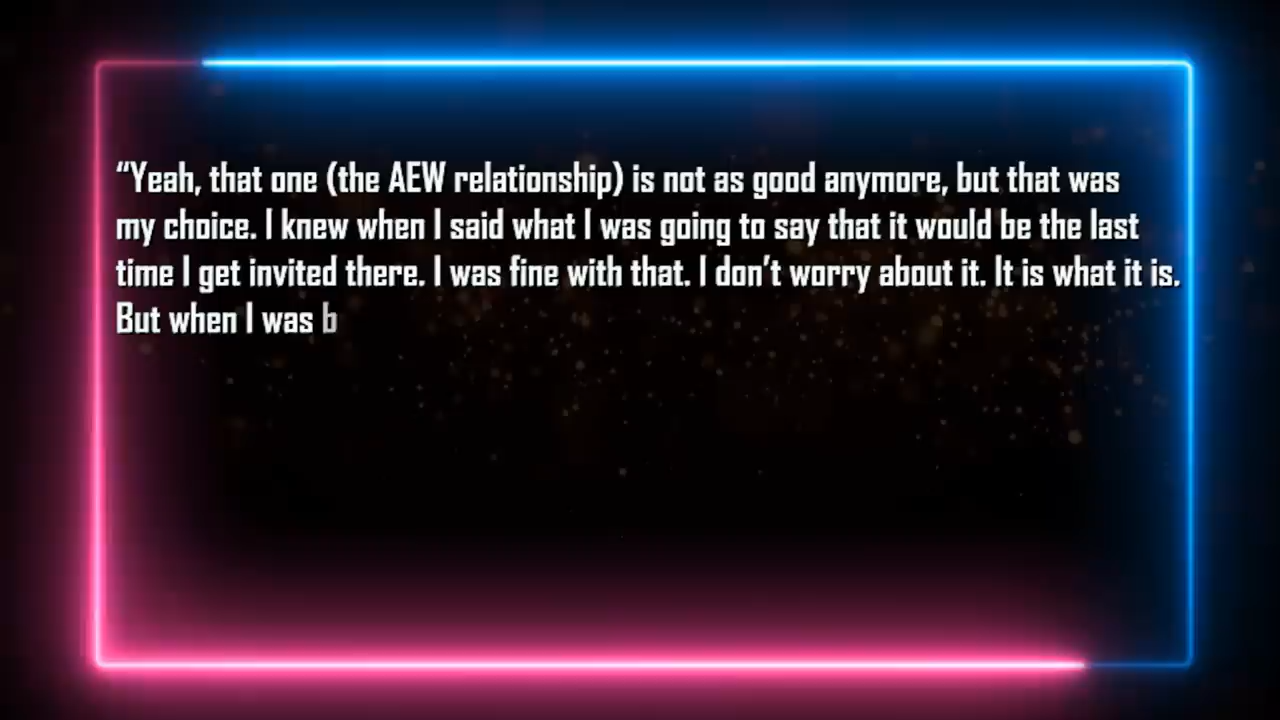 “Yeah, that one (the AEW relationship) is not as good anymore, but that was
my choice. I knew when I said what I was going to say that it would be the last
time I get invited there. I was fine with that. I don’t worry about it. It is what it is.
But when I was b